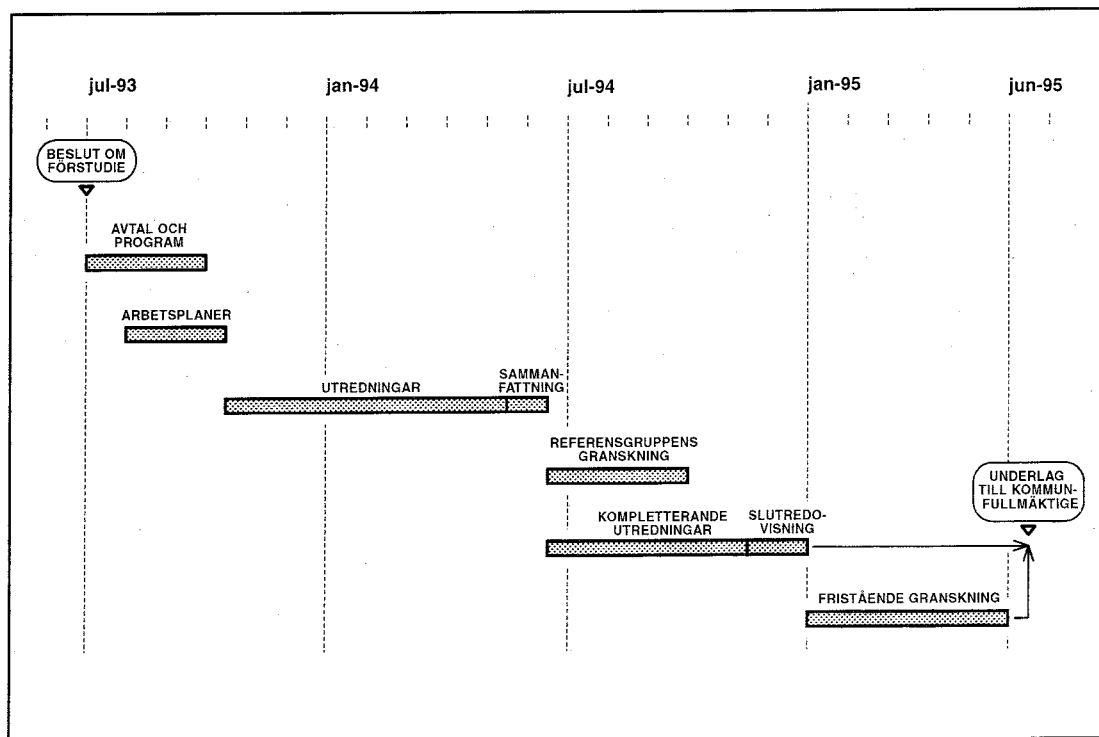 jul-93
jan-94
jul-94
jan-95
jun-95
BESLUT OM
FÖRSTUDIE
AVTAL OCH
PROGRAM
ARBETSPLANER
UTREDNINGAR
SAMMAN-
FATTNING
REFERENSGRUPPENS
GRANSKNING
UNDERLAG
TILL KOMMUN-
FULLMÄKTIGE
KOMPLETTERANDE
UTREDNINGAR
SLUTREDO-
VISNING
FRISTÅENDE GRANSKNING